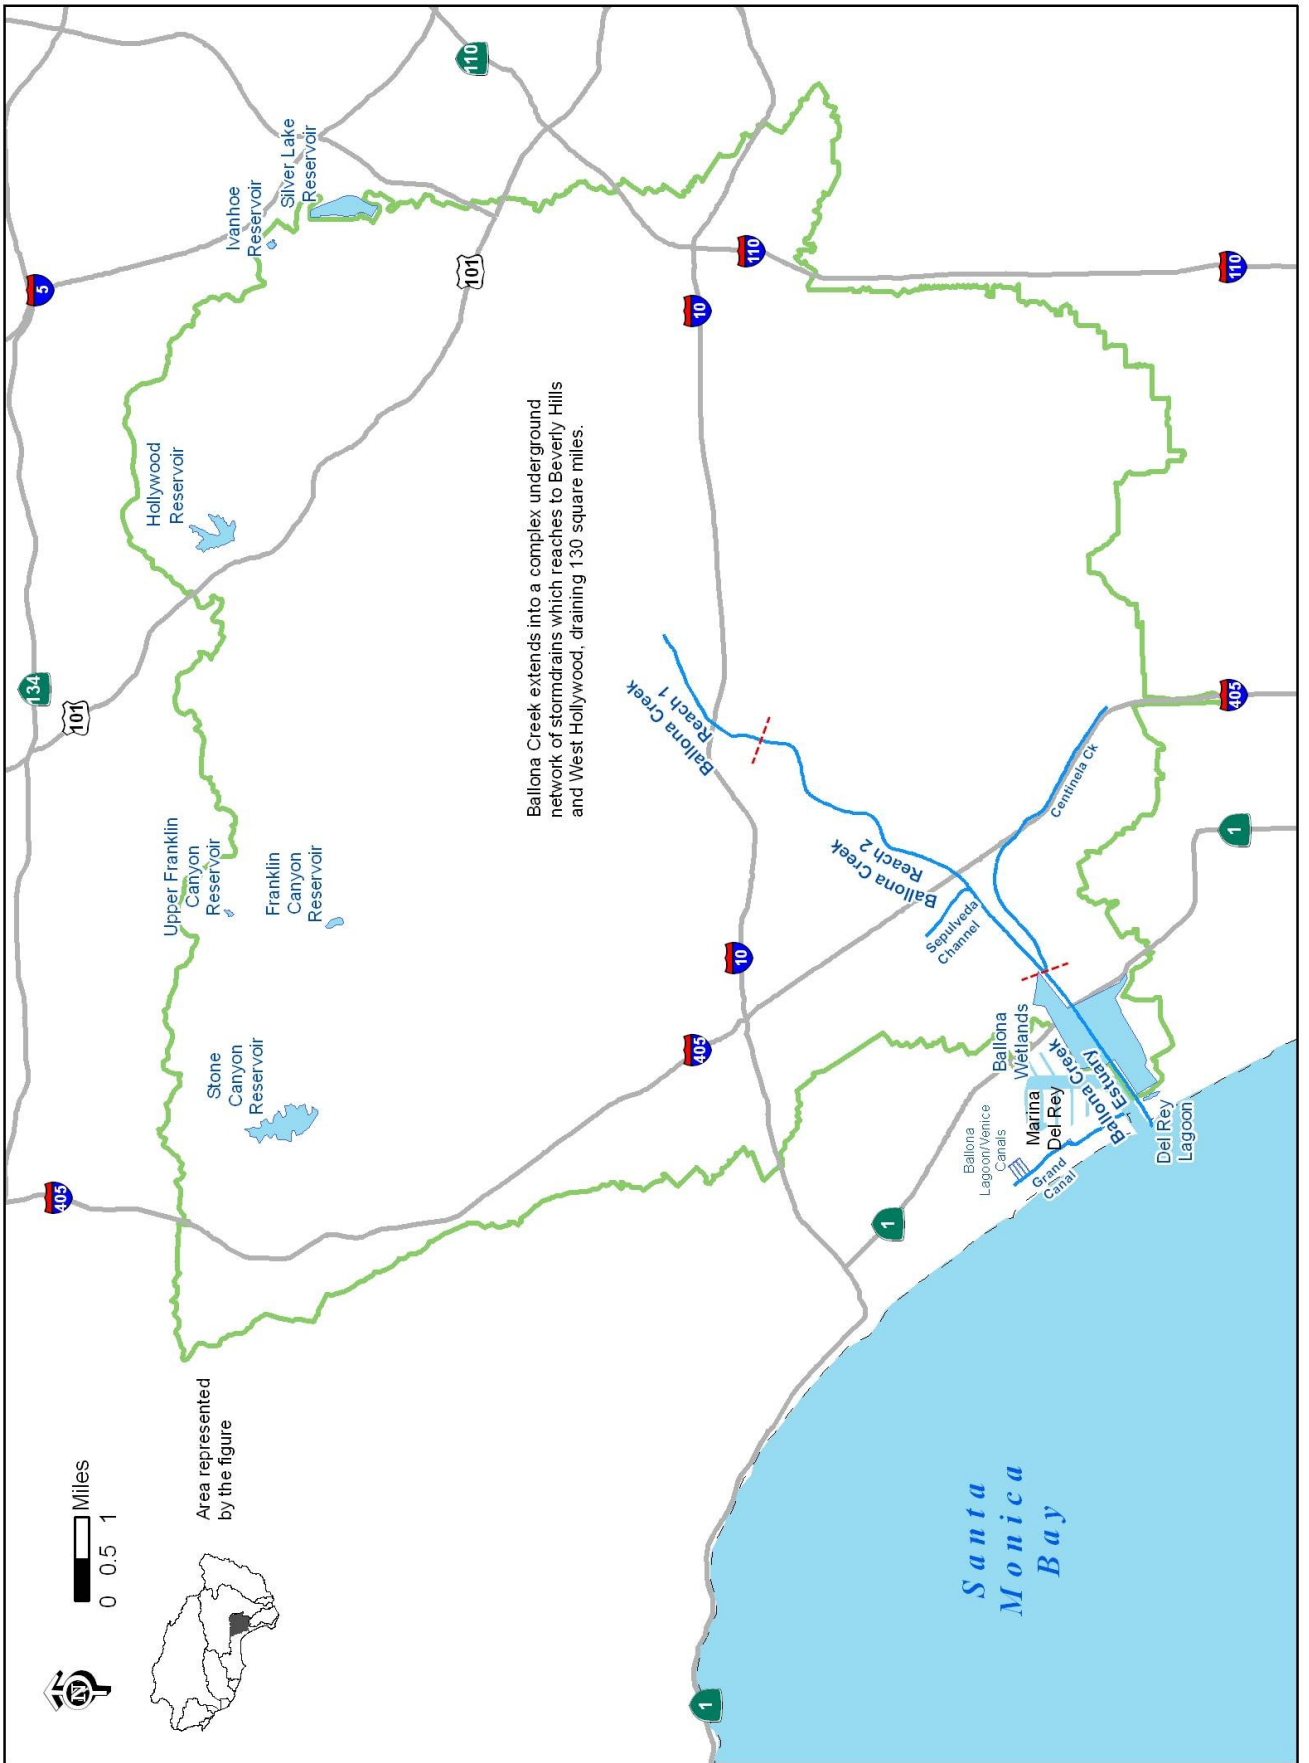 N
0 0.5 1
Miles
Area represented
by the figure
405
134
101
5
110
Stone
Canyon
Reservoir
Upper Franklin
Canyon
Reservoir
Franklin
Canyon
Reservoir
Hollywood
Reservoir
Ivanhoe
Reservoir
Silver Lake
Reservoir
101
Ballona Creek extends into a complex underground
network of stormdrains which reaches to Beverly Hills
and West Hollywood, draining 130 square miles.
1
405
10
10
110
Ballona Creek
Reach 1
Ballona Creek
Reach 2
Sepulveda
Channel
Centinela Ck
1
Ballona
Lagoon/Venice
Canals
Ballona
Wetlands
Marina
Del Rey
Grand
Canal
Ballona Creek
Estuary
Del Rey
Lagoon
Santa
Monica
Bay
1
405
110